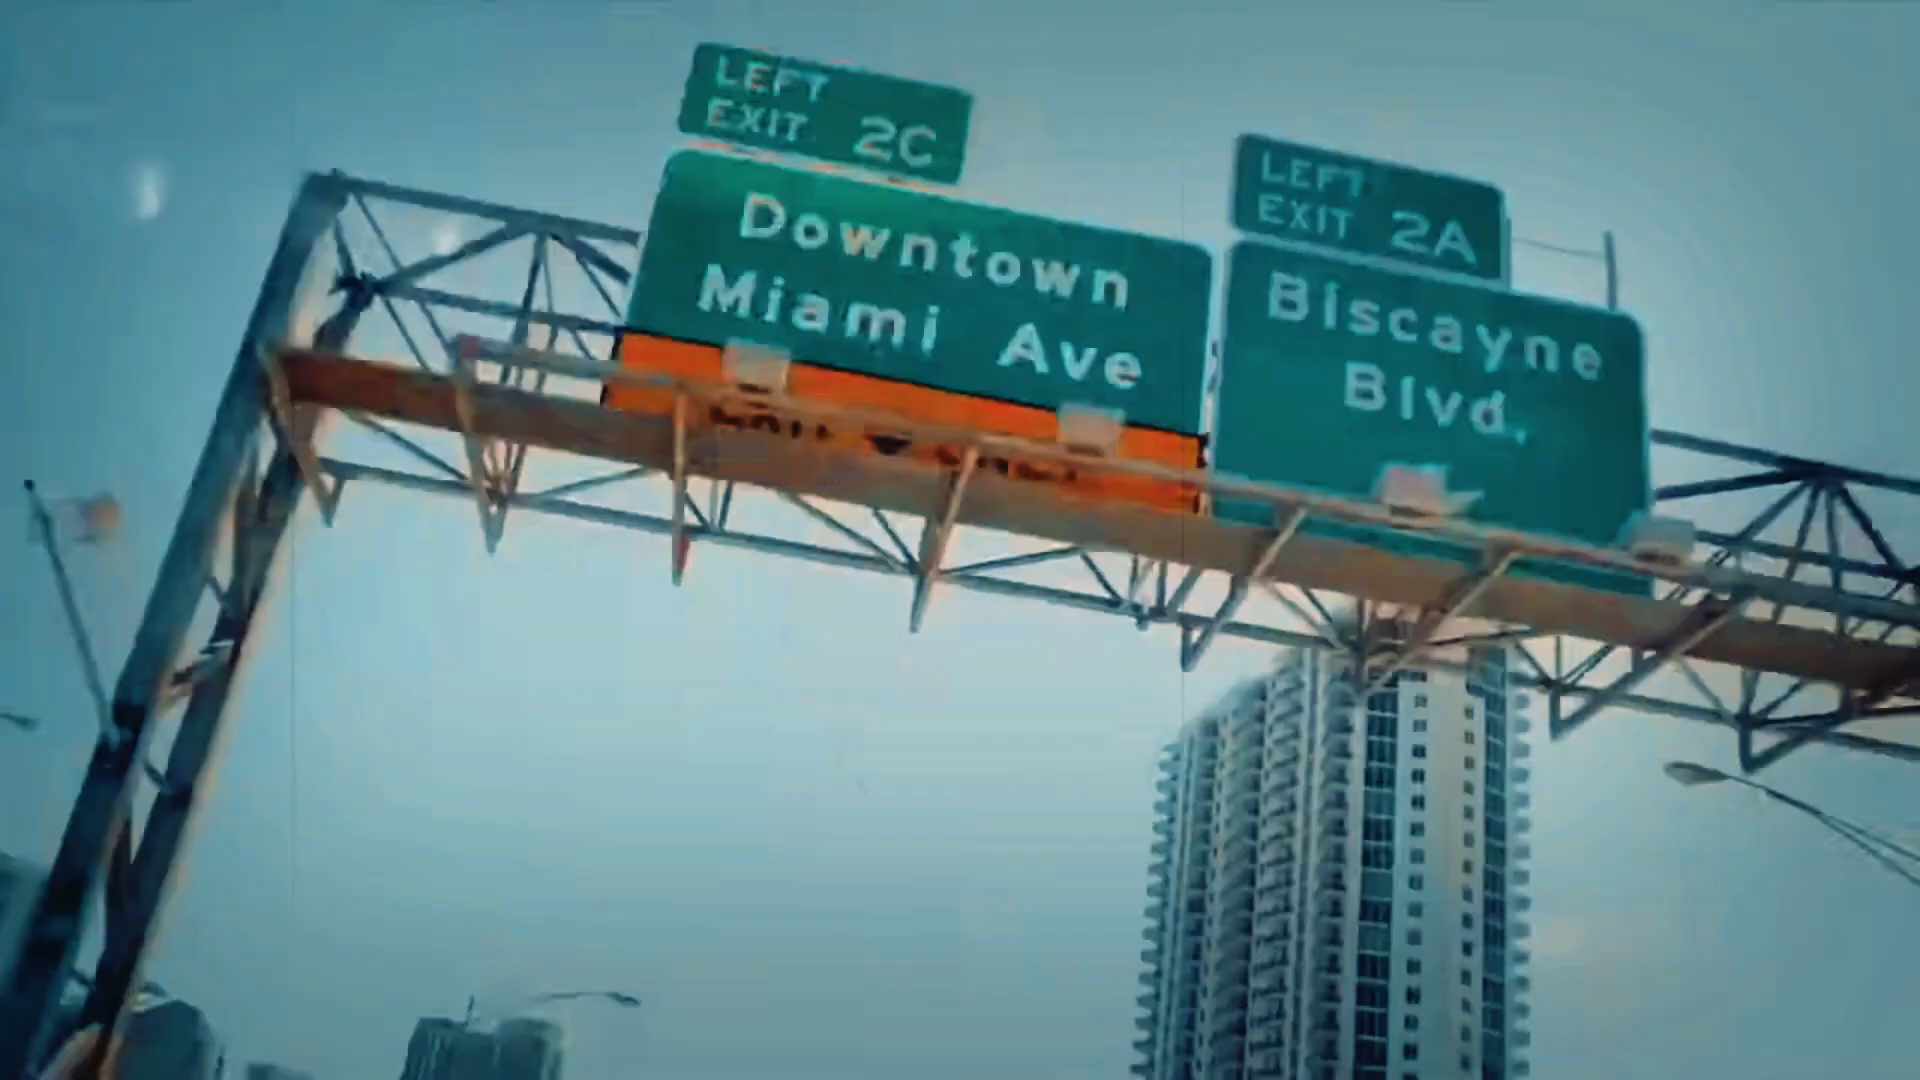 LEFT
EXIT 2C
Downtown
Miami Ave
LEFT
EXIT 2A
Biscayne
Blvd.